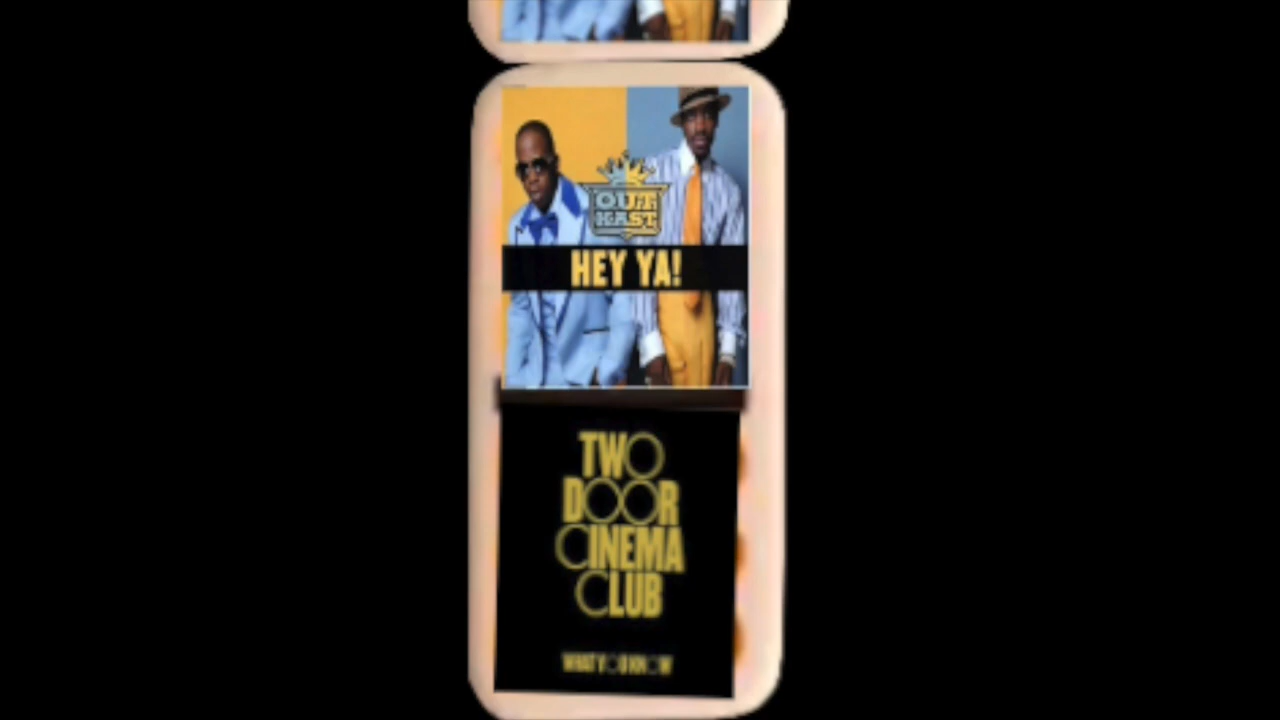 OUT
KAST
HEY YA!
TWO
DOOR
CINEMA
CLUB
WHAT YOU KNOW